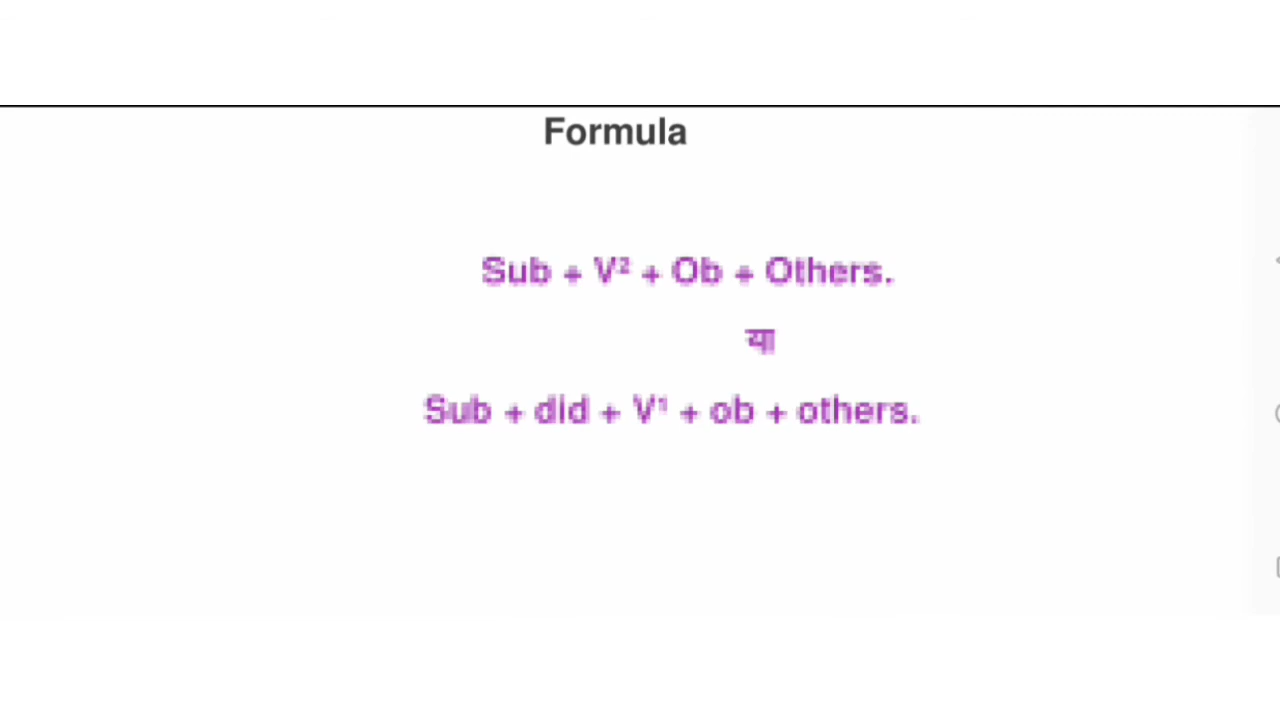 Formula
Sub + V² + Ob + Others.
या
Sub + did + V¹ + ob + others.